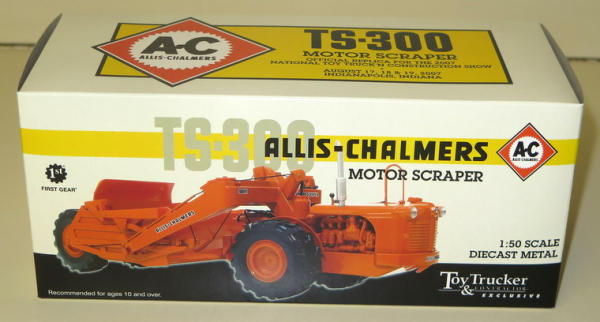 A-C
ALLIS-CHALMERS
TS-300
MOTOR SCRAPER
OFFICIAL REPLICA FOR THE 2007
NATIONAL TOY TRUCK'N CONSTRUCTION SHOW
AUGUST 17, 18 & 19, 2007
INDIANAPOLIS, INDIANA
TS-300
ALLIS-CHALMERS
A-C
ALLIS-CHALMERS
MOTOR SCRAPER
1st
FIRST GEAR
ALLIS-CHALMERS
1:50 SCALE
DIECAST METAL
Toy Trucker
& CONTRACTOR
EXCLUSIVE
Recommended for ages 10 and over.